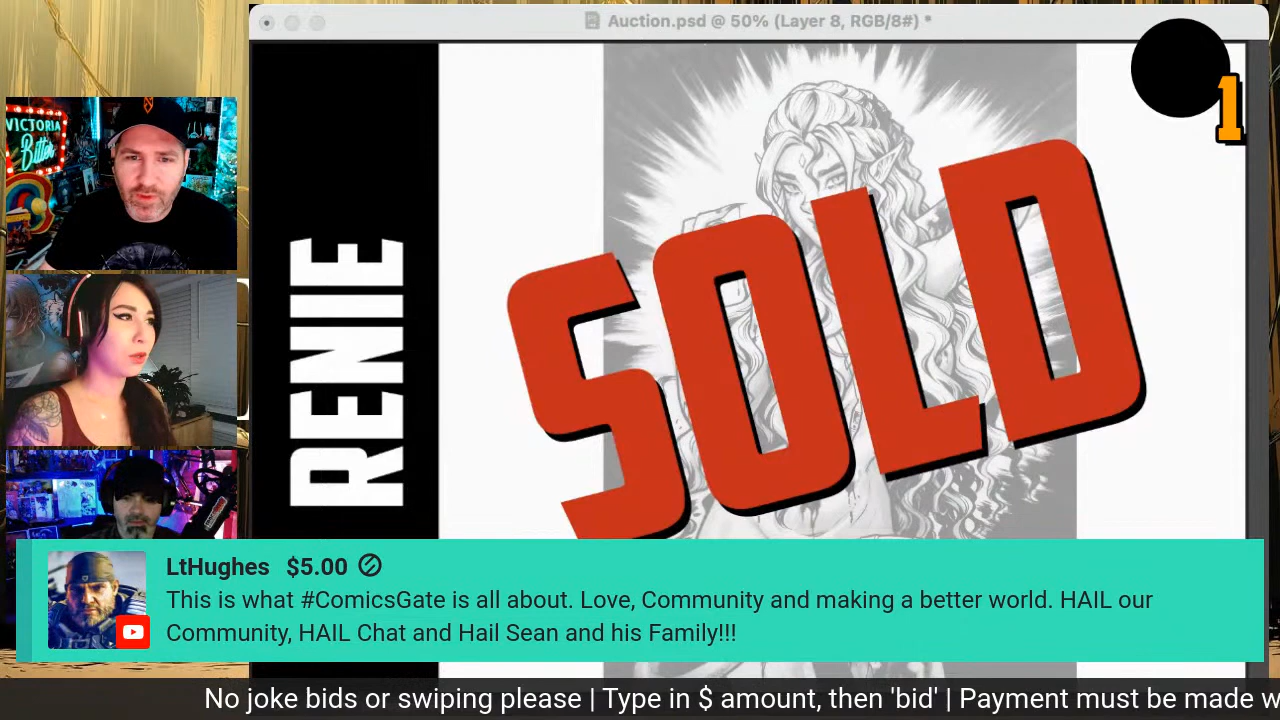 Auction.psd @ 50% (Layer 8, RGB/8#) *
1
VICTORIA
Bitter
RENIE
SOLD
LtHughes $5.00
This is what #ComicsGate is all about. Love, Community and making a better world. HAIL our
Community, HAIL Chat and Hail Sean and his Family!!!
No joke bids or swiping please | Type in $ amount, then 'bid' | Payment must be made w